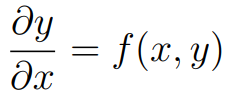 ∂y/∂x = f(x, y)